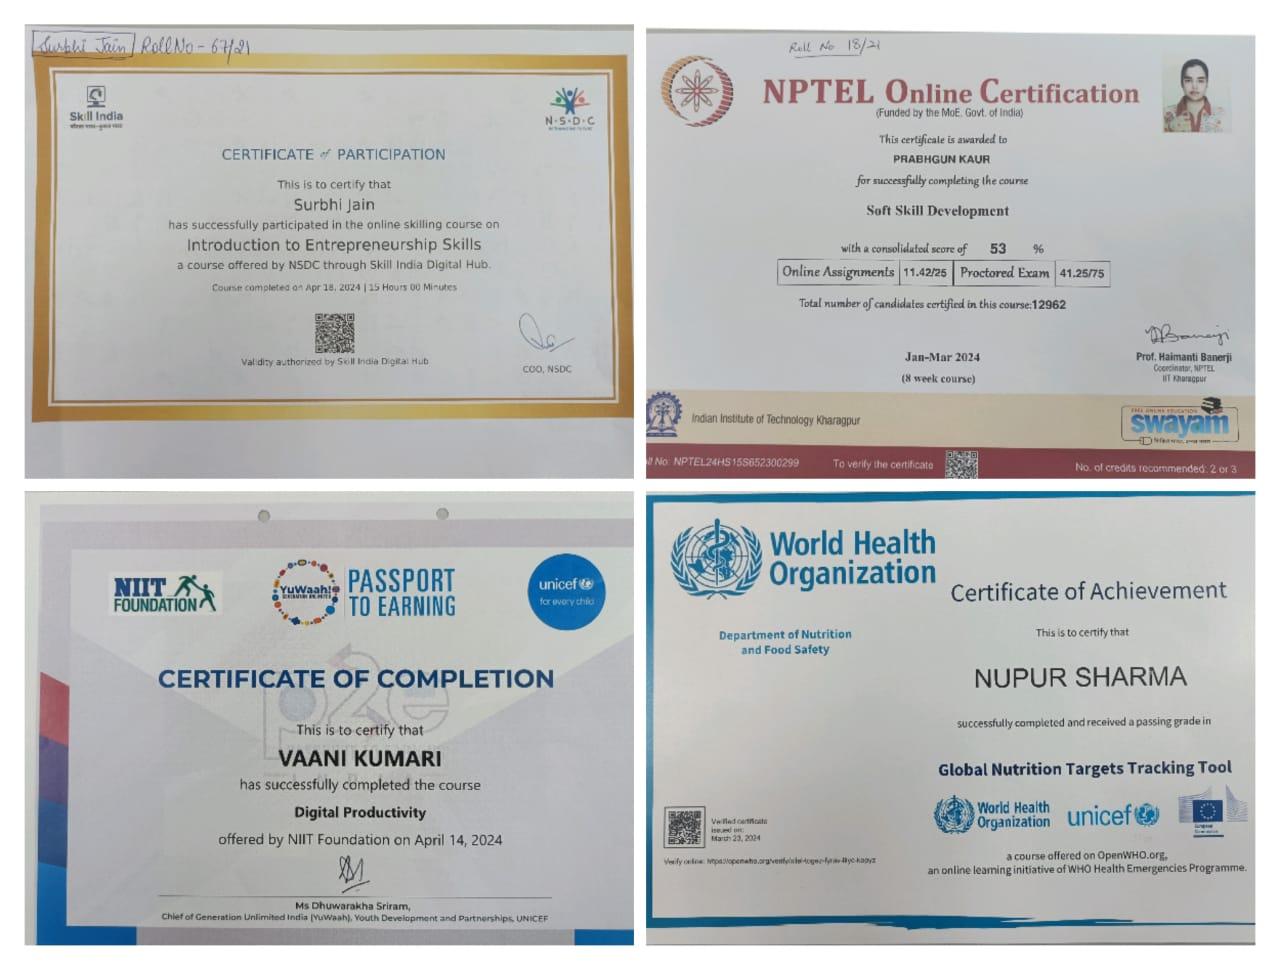 Surbhi Jain Roll No - 67/21
Skill India
N·S·D·C
CERTIFICATE of PARTICIPATION
This is to certify that
Surbhi Jain
has successfully participated in the online skilling course on
Introduction to Entrepreneurship Skills
a course offered by NSDC through Skill India Digital Hub.
Course completed on Apr 18, 2024 | 15 Hours 00 Minutes
Validity authorized by Skill India Digital Hub
COO, NSDC
Roll No 18/21
NPTEL Online Certification
(Funded by the MoE, Govt. of India)
This certificate is awarded to
PRABHGUN KAUR
for successfully completing the course
Soft Skill Development
with a consolidated score of 53 %
Online Assignments 11.42/25 Proctored Exam 41.25/75
Total number of candidates certified in this course:12962
Jan-Mar 2024
(8 week course)
Prof. Haimanti Banerji
Coordinator, NPTEL
IIT Kharagpur
Indian Institute of Technology Kharagpur
FREE ONLINE EDUCATION
swayam
ll No: NPTEL24HS15S652300299 To verify the certificate No. of credits recommended: 2 or 3
NIIT
FOUNDATION
YuWaah!
GENERATION UNLIMITED
PASSPORT
TO EARNING
unicef
for every child
p2e
CERTIFICATE OF COMPLETION
This is to certify that
VAANI KUMARI
has successfully completed the course
Digital Productivity
offered by NIIT Foundation on April 14, 2024
Ms Dhuwarakha Sriram,
Chief of Generation Unlimited India (YuWaah), Youth Development and Partnerships, UNICEF
World Health
Organization
Department of Nutrition
and Food Safety
Certificate of Achievement
This is to certify that
NUPUR SHARMA
successfully completed and received a passing grade in
Global Nutrition Targets Tracking Tool
World Health
Organization
unicef
European
Commission
Verified certificate
issued on:
March 23, 2024
Verify online:
a course offered on OpenWHO.org,
an online learning initiative of WHO Health Emergencies Programme.